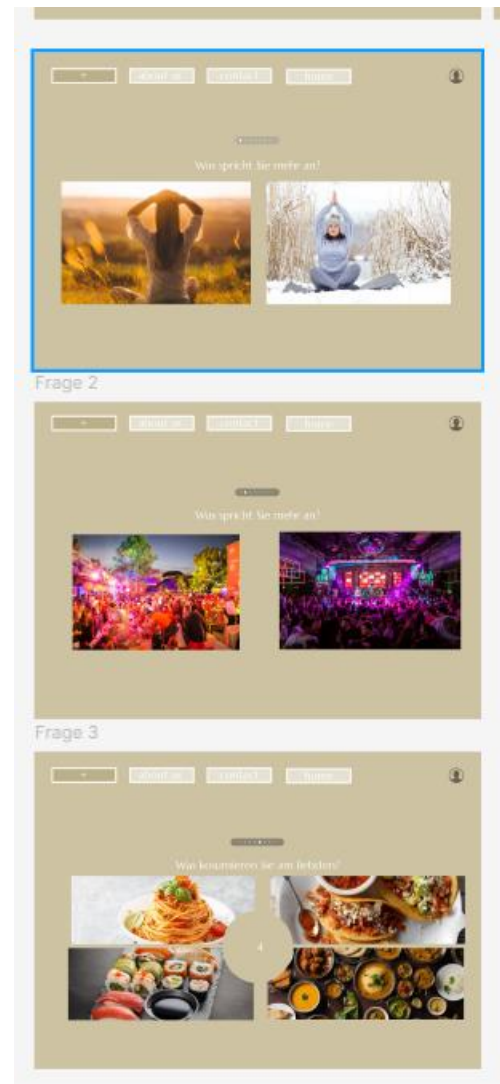 + about us contact home
Was spricht Sie mehr an?
Frage 2
+ about us contact home
Was spricht Sie mehr an?
Frage 3
+ about us contact home
Was konsumieren Sie am liebsten?
4